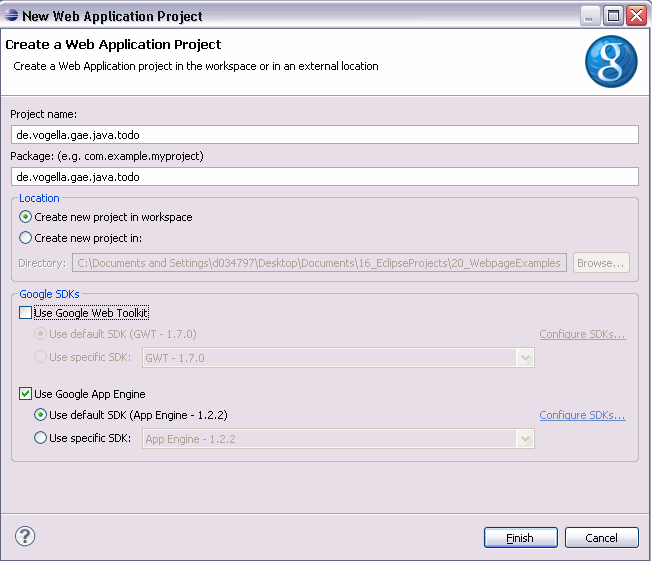 New Web Application Project
Create a Web Application Project
Create a Web Application project in the workspace or in an external location
g
Project name:
de.vogella.gae.java.todo
Package: (e.g. com.example.myproject)
de.vogella.gae.java.todo
Location
Create new project in workspace
Create new project in:
Directory: C:\Documents and Settings\d034797\Desktop\Documents\16_EclipseProjects\20_WebpageExamples Browse...
Google SDKs
Use Google Web Toolkit
Use default SDK (GWT - 1.7.0) Configure SDKs...
Use specific SDK: GWT - 1.7.0
Use Google App Engine
Use default SDK (App Engine - 1.2.2) Configure SDKs...
Use specific SDK: App Engine - 1.2.2
? Finish Cancel